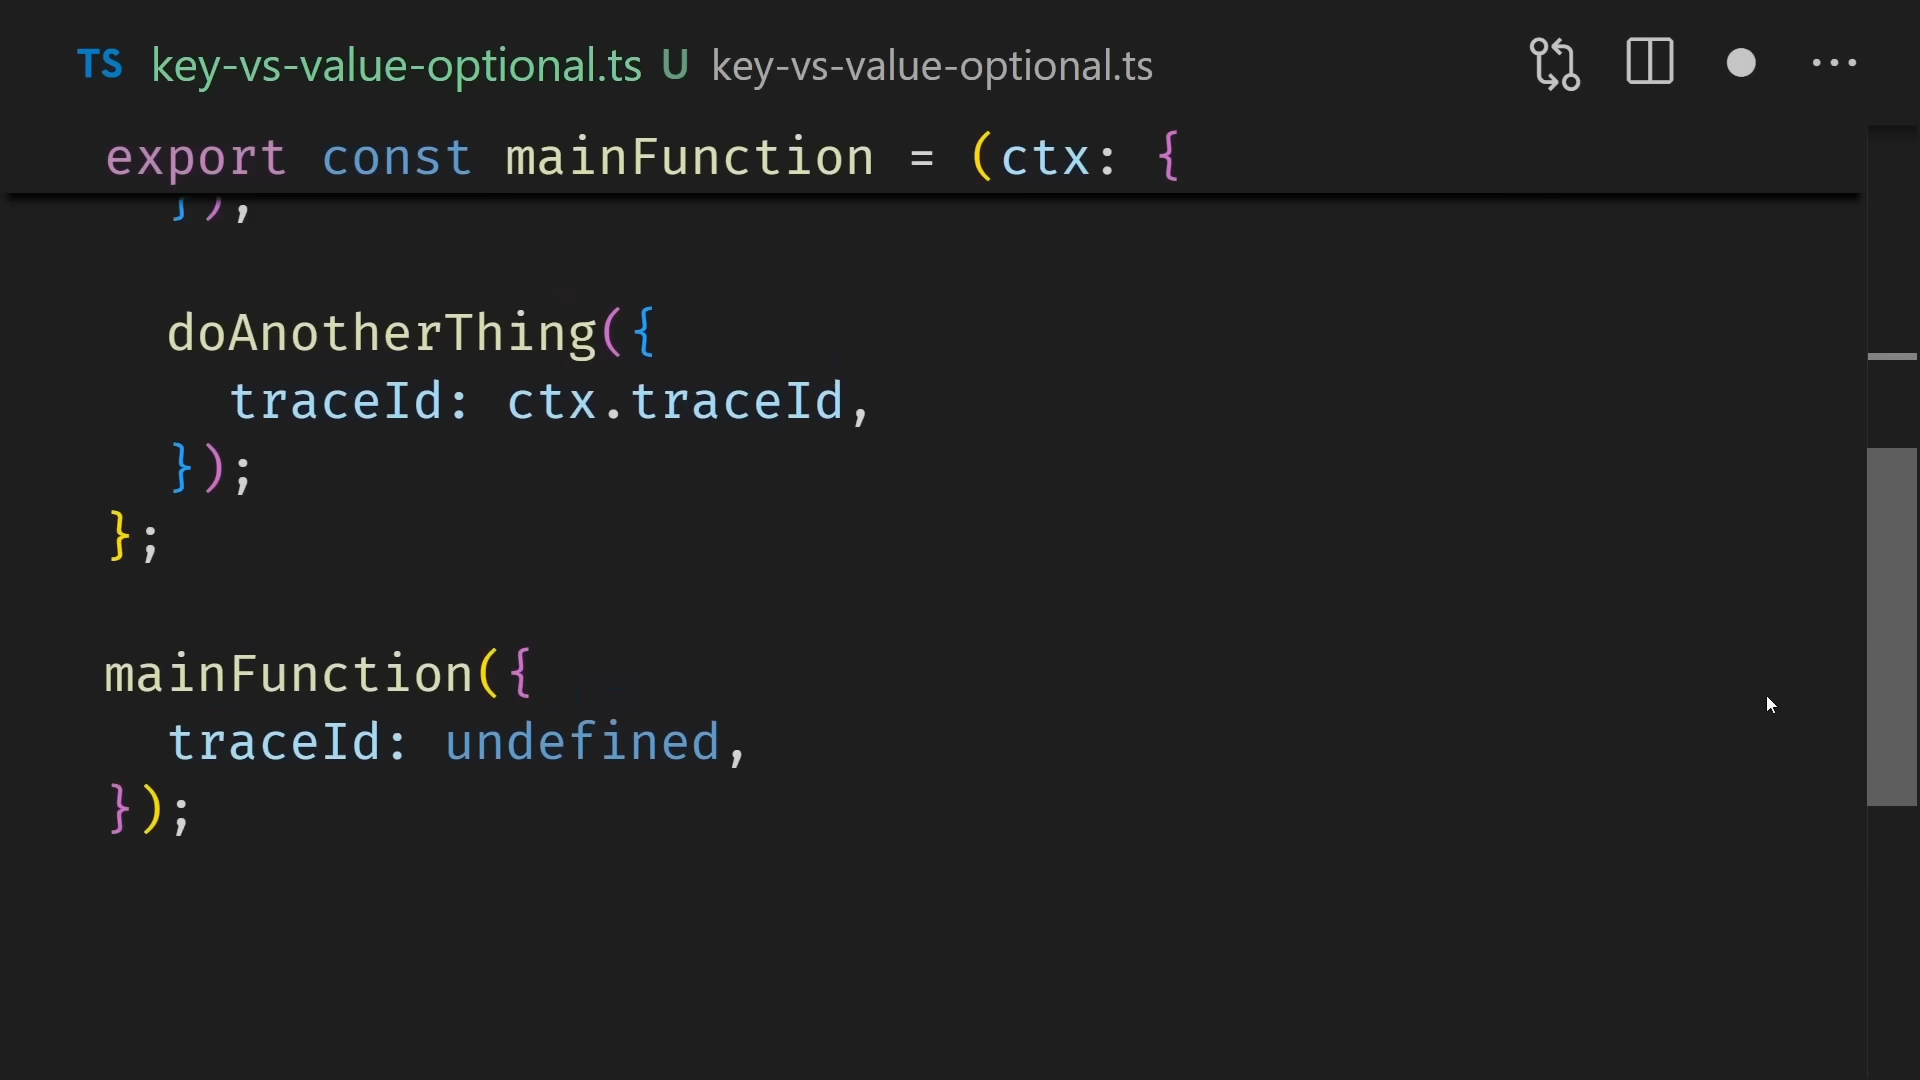 TS key-vs-value-optional.ts U key-vs-value-optional.ts
export const mainFunction = (ctx: {
});
doAnotherThing({
traceId: ctx.traceId,
});
};
mainFunction({
traceId: undefined,
});